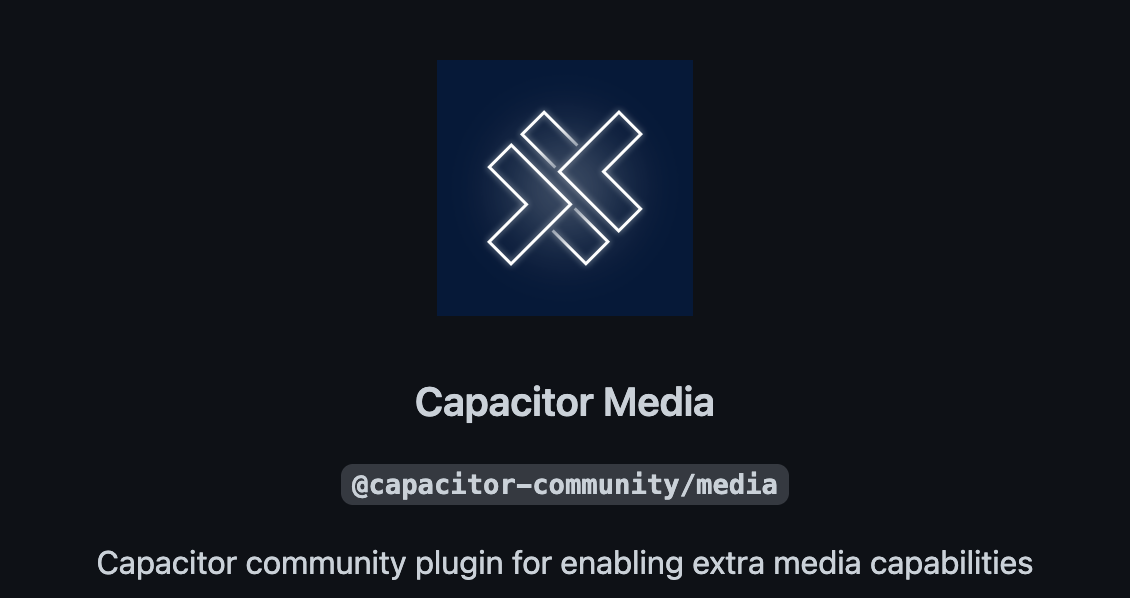 Capacitor Media
@capacitor-community/media
Capacitor community plugin for enabling extra media capabilities